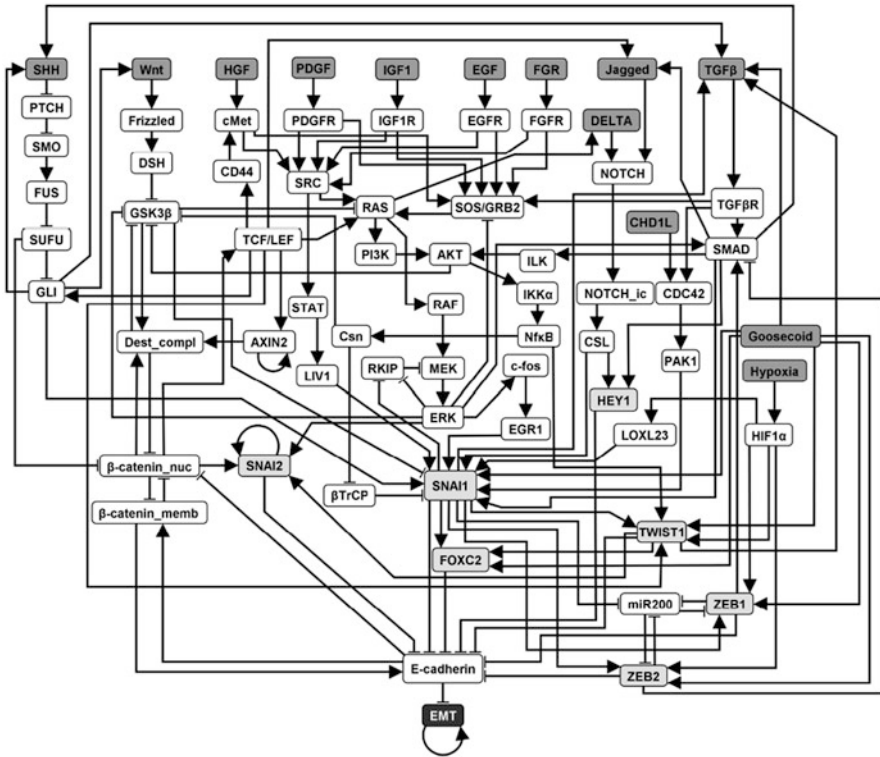 SHH
Wnt
HGF
PDGF
IGF1
EGF
FGR
Jagged
TGFβ
PTCH
Frizzled
cMet
PDGFR
IGF1R
EGFR
FGFR
DELTA
SMO
DSH
CD44
SRC
NOTCH
FUS
GSK3β
RAS
SOS/GRB2
TGFβR
CHD1L
SUFU
TCF/LEF
PI3K
AKT
ILK
SMAD
GLI
STAT
RAF
IKKα
NOTCH_ic
CDC42
Dest_compl
AXIN2
Csn
NfκB
CSL
Goosecoid
LIV1
RKIP
MEK
c-fos
PAK1
Hypoxia
ERK
EGR1
HEY1
LOXL23
HIF1α
β-catenin_nuc
SNAI2
βTrCP
SNAI1
β-catenin_memb
TWIST1
FOXC2
miR200
ZEB1
E-cadherin
ZEB2
EMT